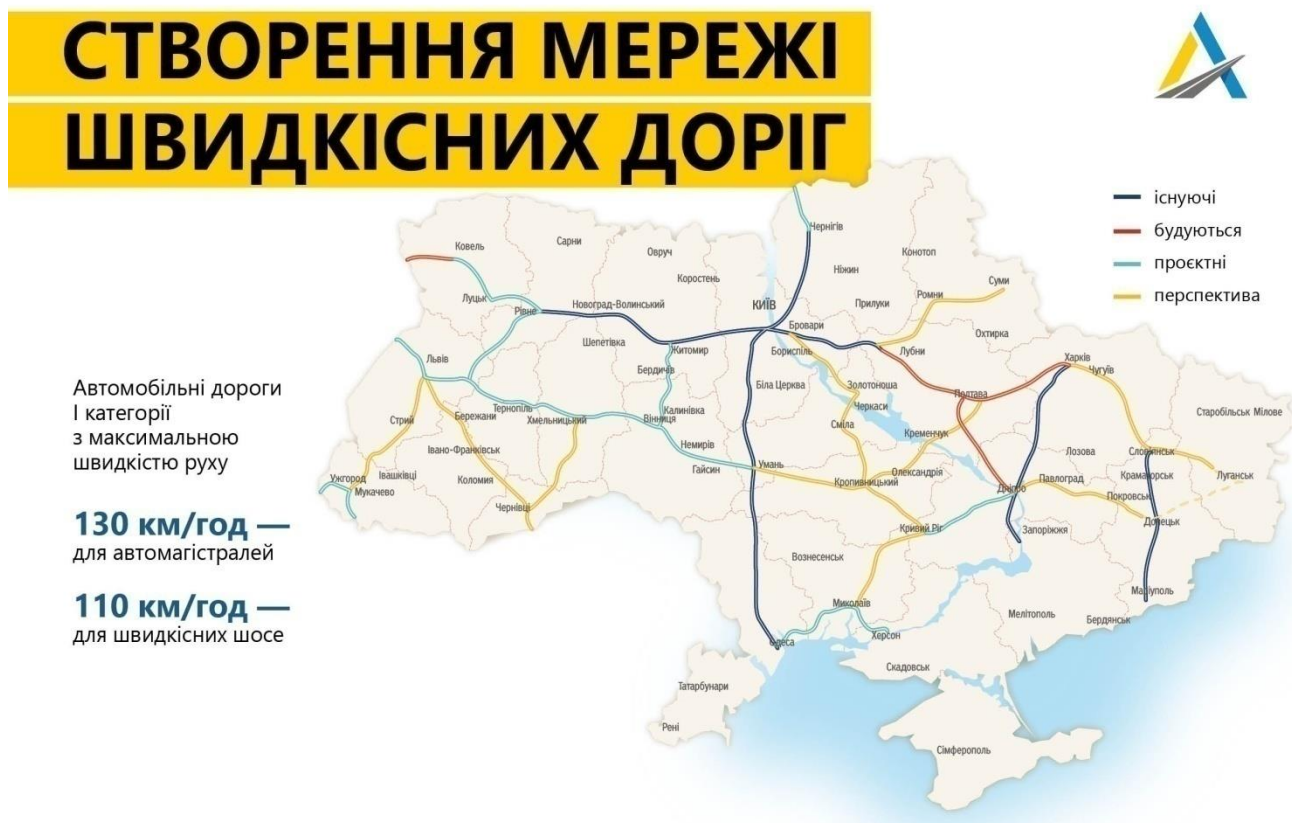 СТВОРЕННЯ МЕРЕЖІ
ШВИДКІСНИХ ДОРІГ
існуючі
будуються
проєктні
перспектива
Автомобільні дороги
І категорії
з максимальною
швидкістю руху
130 км/год —
для автомагістралей
110 км/год —
для швидкісних шосе
Чернігів
Ковель
Сарни
Овруч
Конотоп
Коростень
Ніжин
Суми
Луцьк
Рівне
Новоград-Волинський
КИЇВ
Прилуки
Ромни
Бровари
Охтирка
Шепетівка
Житомир
Бориспіль
Лубни
Харків
Чугуїв
Львів
Бердичів
Біла Церква
Золотоноша
Полтава
Черкаси
Старобільськ
Мілове
Стрий
Бережани
Тернопіль
Хмельницький
Вінниця
Калинівка
Сміла
Кременчук
Немирів
Івано-Франківськ
Гайсин
Умань
Олександрія
Лозова
Слов'янськ
Ужгород
Івашківці
Коломия
Кропивницький
Дніпро
Павлоград
Краматорськ
Луганськ
Мукачево
Чернівці
Покровськ
Кривий Ріг
Запоріжжя
Донецьк
Вознесенськ
Маріуполь
Миколаїв
Мелітополь
Бердянськ
Одеса
Херсон
Скадовськ
Татарбунари
Рені
Сімферополь